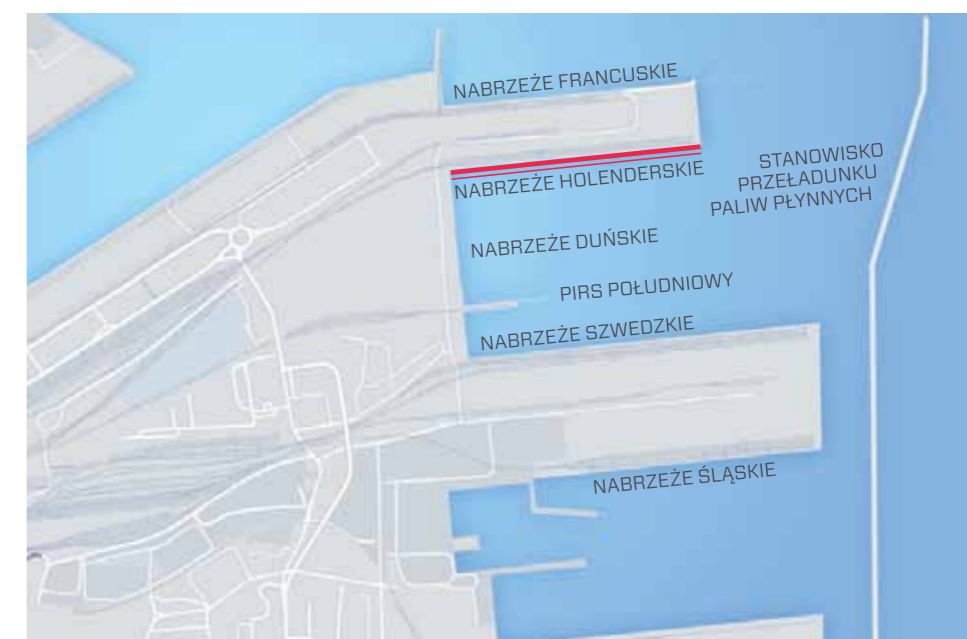 NABRZEŻE FRANCUSKIE
NABRZEŻE HOLENDERSKIE
STANOWISKO
PRZEŁADUNKU
PALIW PŁYNNYCH
NABRZEŻE DUŃSKIE
PIRS POŁUDNIOWY
NABRZEŻE SZWEDZKIE
NABRZEŻE ŚLĄSKIE